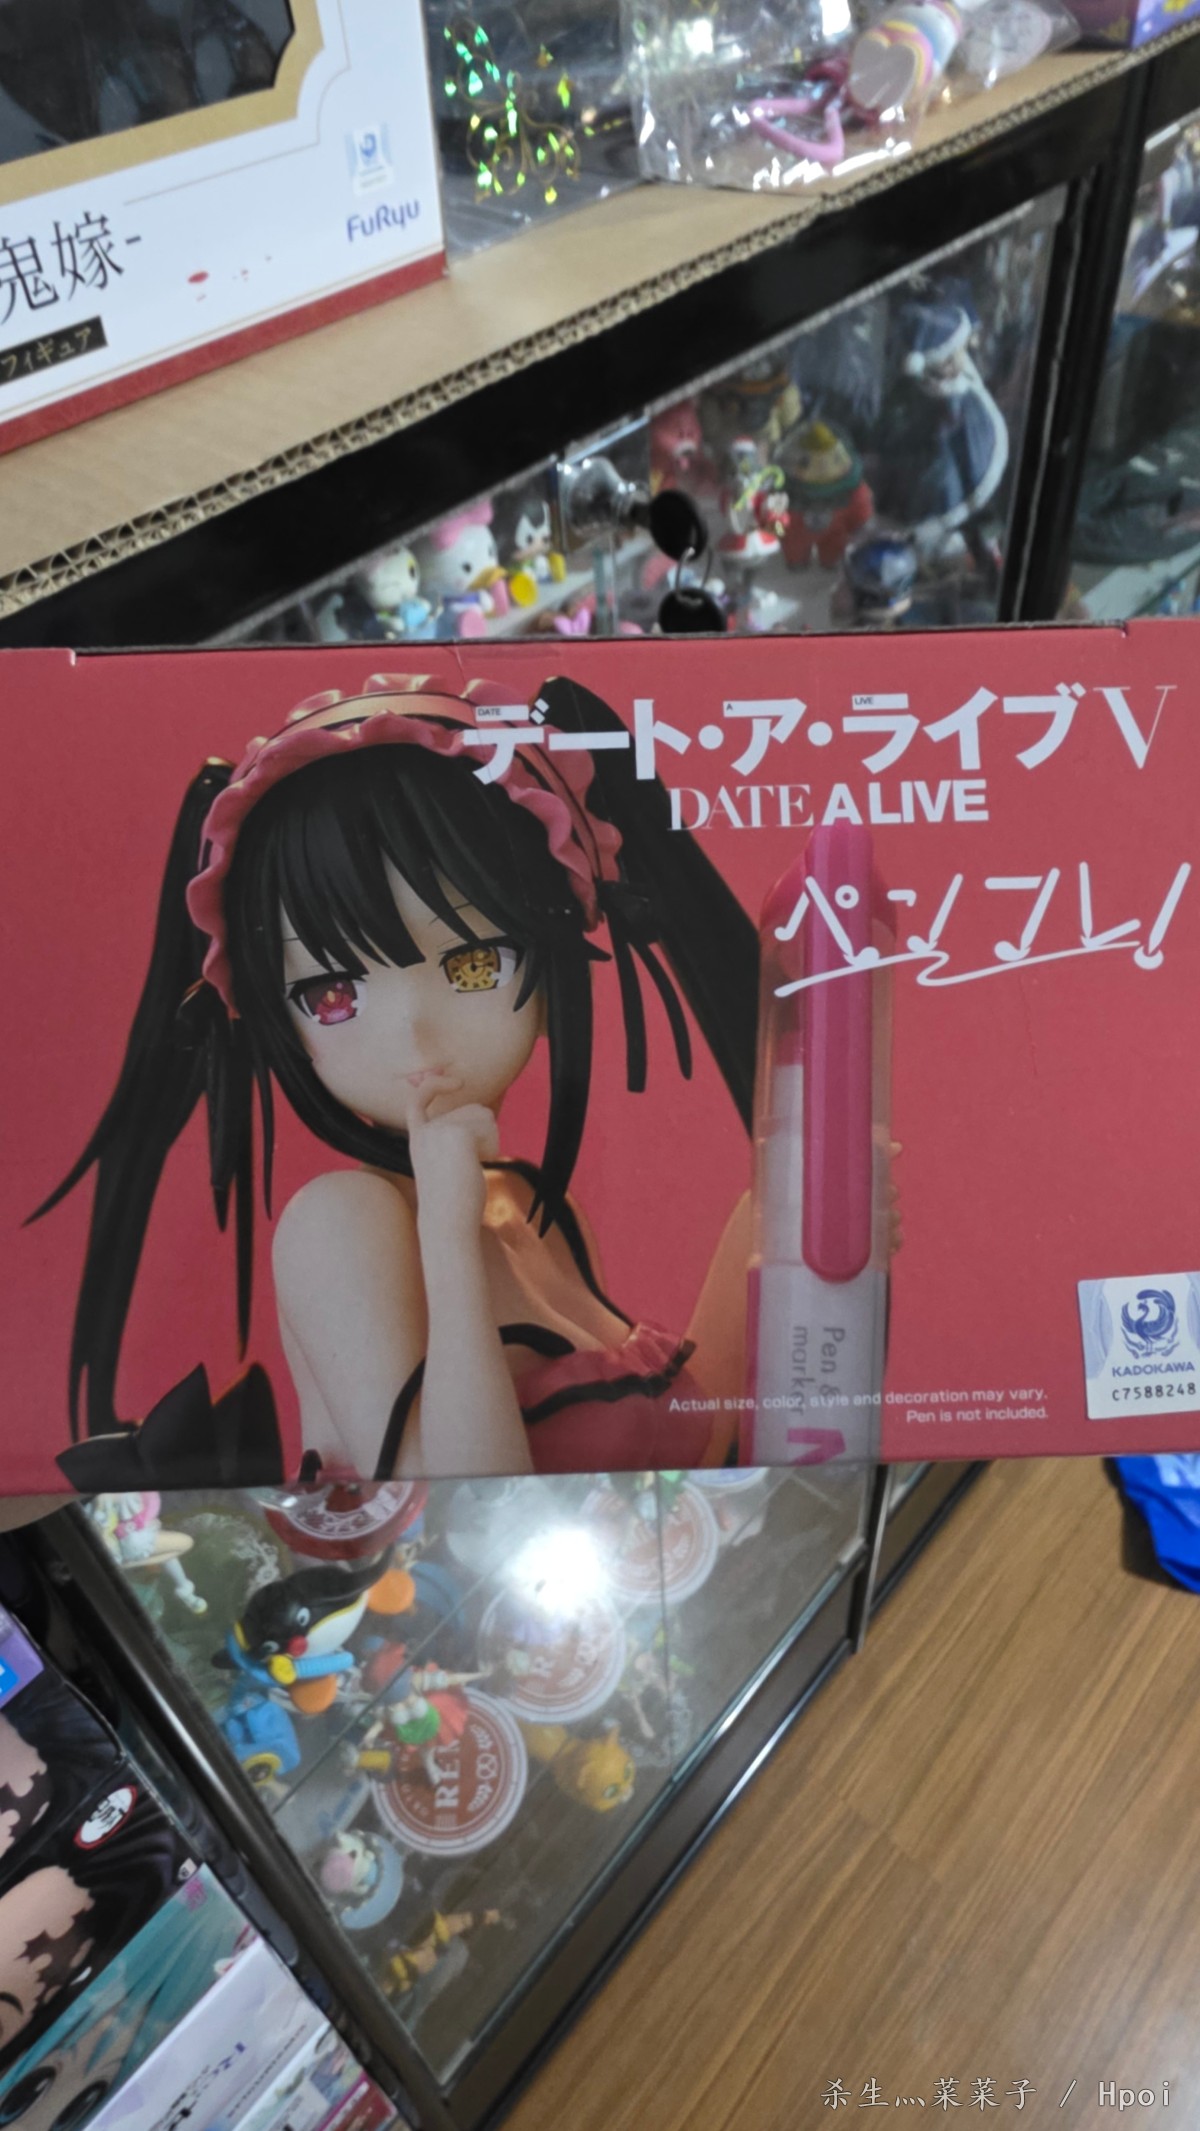 鬼嫁-
フィギュア
FuRyu
DATE A LIVE
デート・ア・ライブV
DATE A LIVE
ペンフレ!
Pen &
marker
Actual size, color, style and decoration may vary.
Pen is not included.
KADOKAWA
C7588248
杀生灬菜菜子 / Hpoi